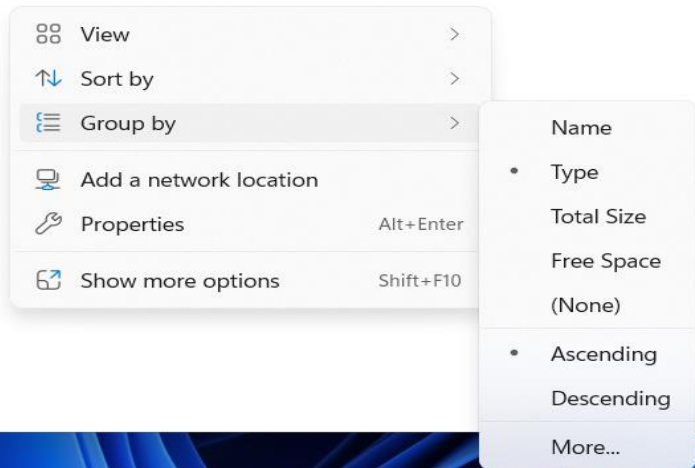 View
Sort by
Group by
Add a network location
Properties Alt+Enter
Show more options Shift+F10
Name
Type
Total Size
Free Space
(None)
Ascending
Descending
More...